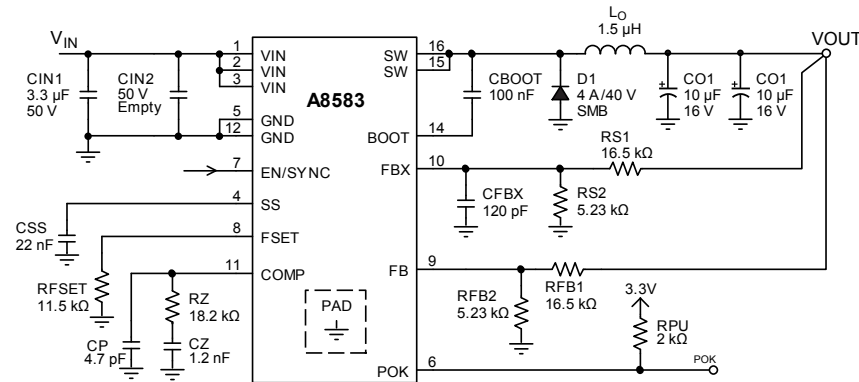 V_IN
CIN1
3.3 µF
50 V
CIN2
50 V
Empty
1
2
3
5
12
7
4
8
11
VIN
VIN
VIN
GND
GND
EN/SYNC
SS
FSET
COMP
A8583
PAD
SW
SW
BOOT
FBX
FB
POK
16
15
14
10
9
6
CSS
22 nF
RFSET
11.5 kΩ
CP
4.7 pF
RZ
18.2 kΩ
CZ
1.2 nF
CBOOT
100 nF
D1
4 A/40 V
SMB
L_O
1.5 µH
CO1
10 µF
16 V
CO1
10 µF
16 V
VOUT
RS1
16.5 kΩ
CFBX
120 pF
RS2
5.23 kΩ
RFB2
5.23 kΩ
RFB1
16.5 kΩ
3.3V
RPU
2 kΩ
POK